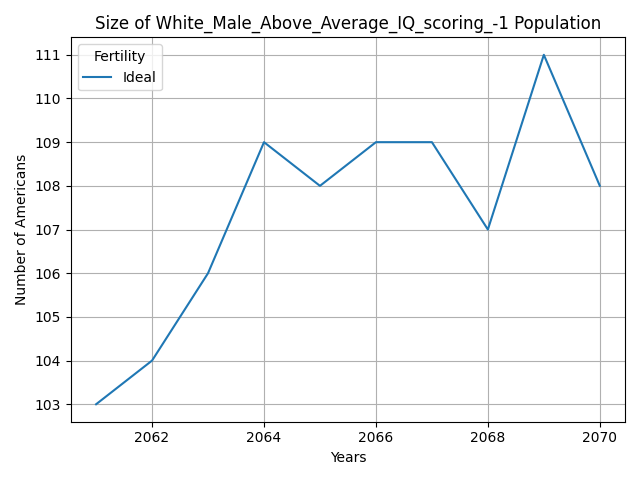 Size of White_Male_Above_Average_IQ_scoring_-1 Population
Fertility
Ideal
111
110
109
108
107
106
105
104
103
Number of Americans
2062 2064 2066 2068 2070
Years